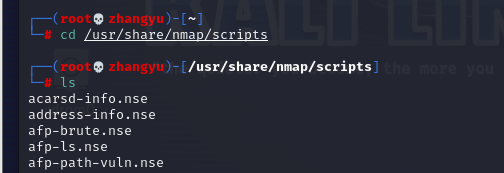 ┌──(root💀zhangyu)-[~]
└─# cd /usr/share/nmap/scripts
┌──(root💀zhangyu)-[/usr/share/nmap/scripts]
the more you
└─# ls
acarsd-info.nse
address-info.nse
afp-brute.nse
afp-ls.nse
afp-path-vuln.nse